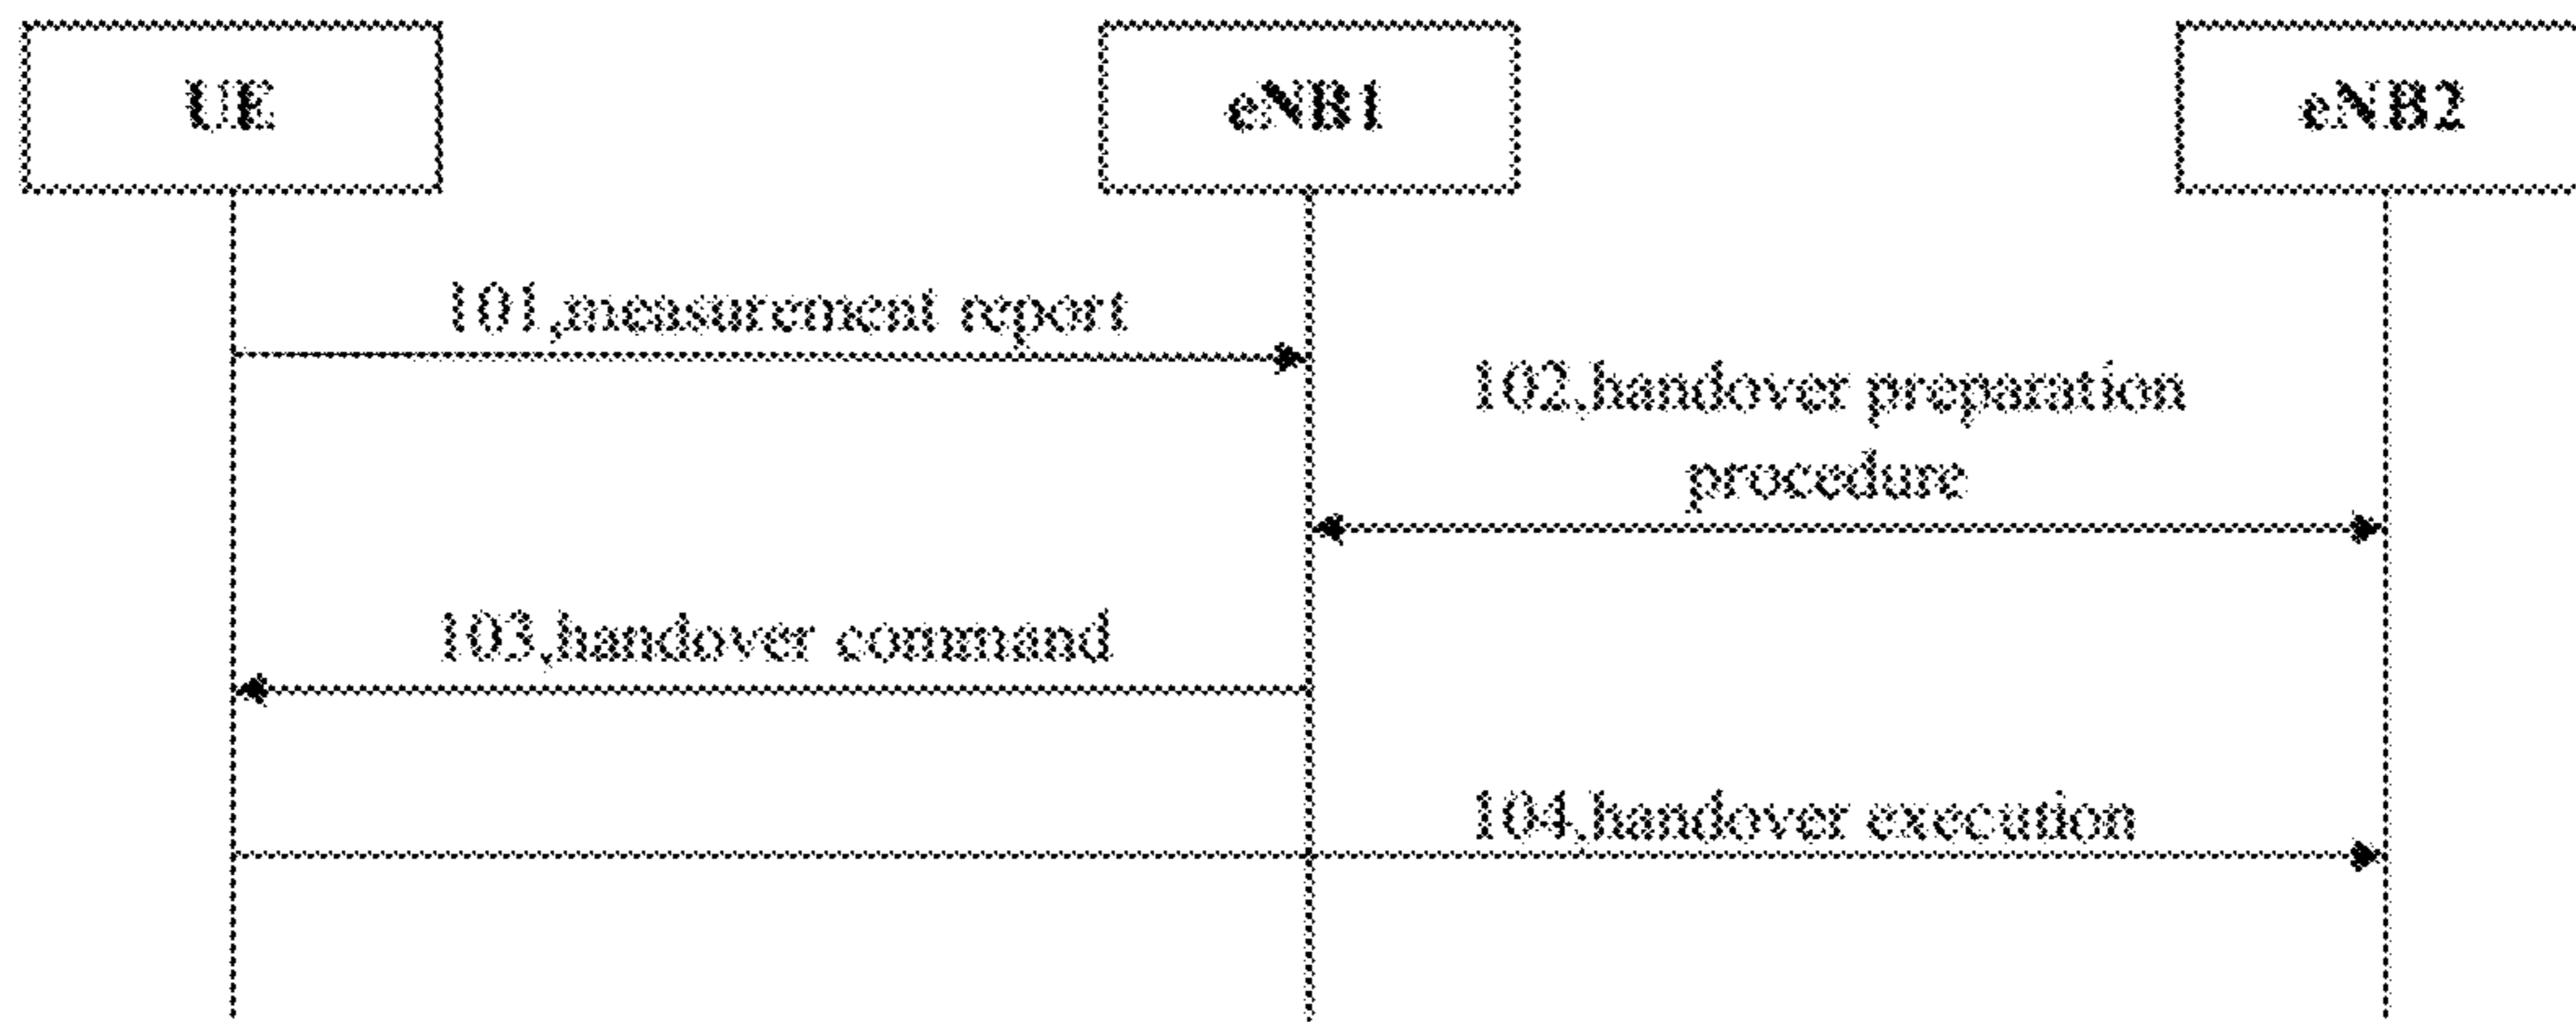 UE
eNB1
eNB2
101,measurement report
102,handover preparation
procedure
103,handover command
104,handover execution